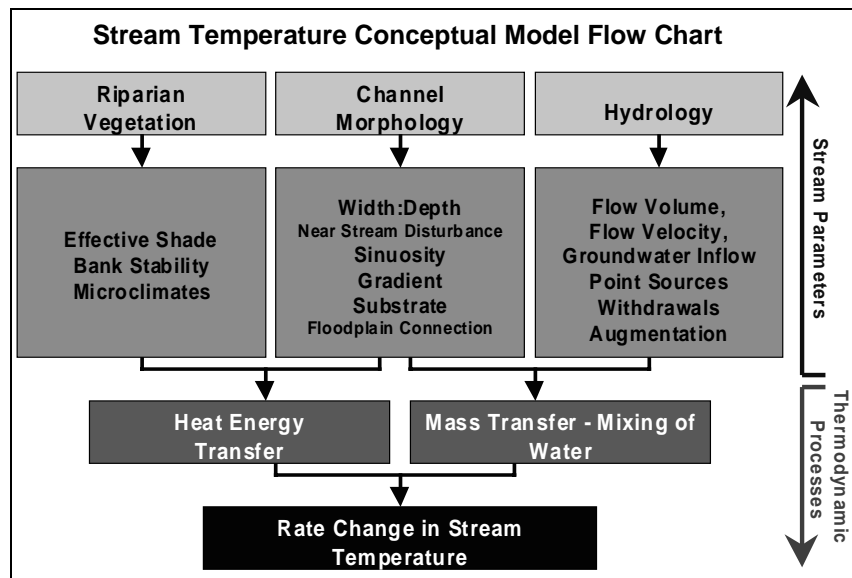 Stream Temperature Conceptual Model Flow Chart
Riparian
Vegetation
Channel
Morphology
Hydrology
Effective Shade
Bank Stability
Microclimates
Width:Depth
Near Stream Disturbance
Sinuosity
Gradient
Substrate
Floodplain Connection
Flow Volume,
Flow Velocity,
Groundwater Inflow
Point Sources
Withdrawals
Augmentation
Stream Parameters
Heat Energy
Transfer
Mass Transfer - Mixing of
Water
Thermodynamic
Processes
Rate Change in Stream
Temperature